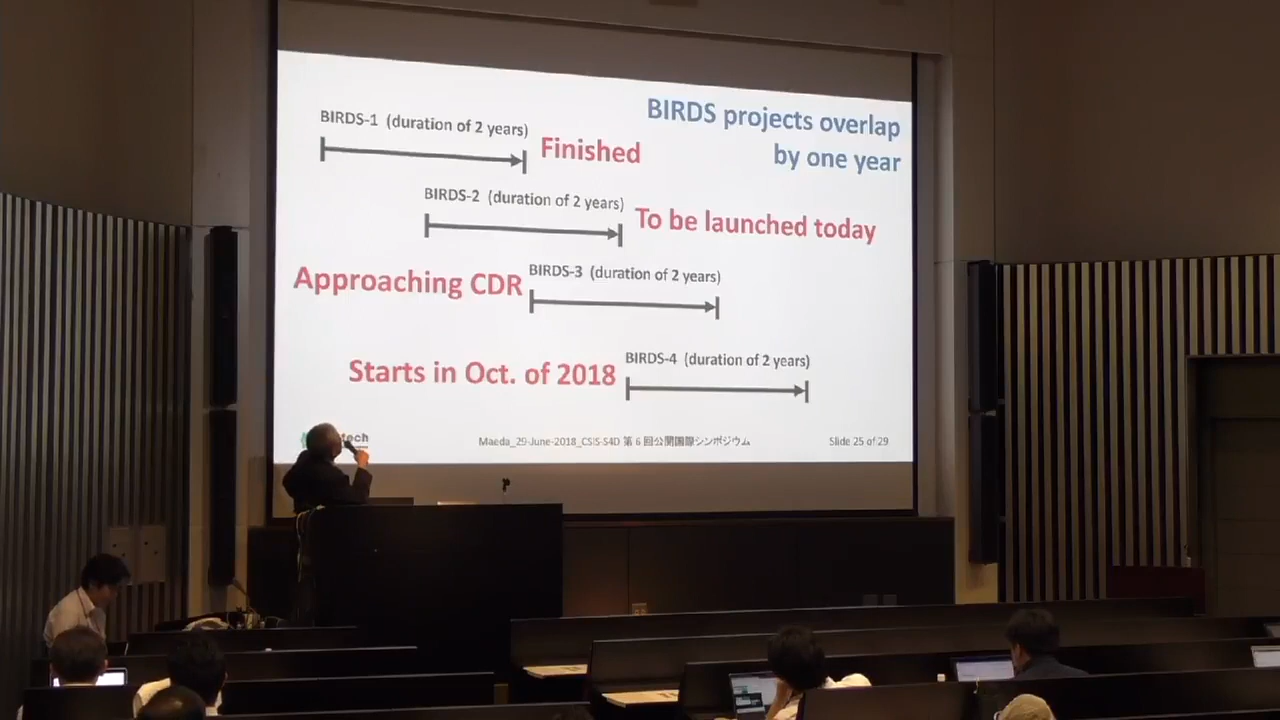 BIRDS projects overlap
by one year
BIRDS-1 (duration of 2 years)
Finished
BIRDS-2 (duration of 2 years)
To be launched today
BIRDS-3 (duration of 2 years)
Approaching CDR
BIRDS-4 (duration of 2 years)
Starts in Oct. of 2018
tech
Maeda_29-June-2018_CSIS-S4D 第6回公開国際シンポジウム
Slide 25 of 29